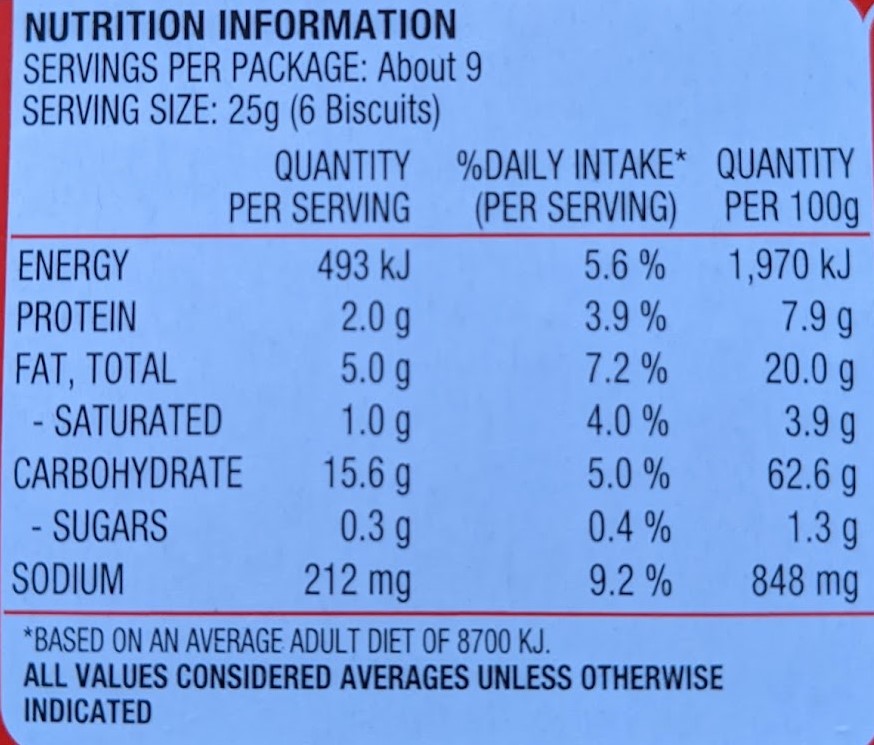 NUTRITION INFORMATION
SERVINGS PER PACKAGE: About 9
SERVING SIZE: 25g (6 Biscuits)
QUANTITY %DAILY INTAKE* QUANTITY
PER SERVING (PER SERVING) PER 100g
ENERGY 493 kJ 5.6 % 1,970 kJ
PROTEIN 2.0 g 3.9 % 7.9 g
FAT, TOTAL 5.0 g 7.2 % 20.0 g
- SATURATED 1.0 g 4.0 % 3.9 g
CARBOHYDRATE 15.6 g 5.0 % 62.6 g
- SUGARS 0.3 g 0.4 % 1.3 g
SODIUM 212 mg 9.2 % 848 mg
*BASED ON AN AVERAGE ADULT DIET OF 8700 KJ.
ALL VALUES CONSIDERED AVERAGES UNLESS OTHERWISE
INDICATED